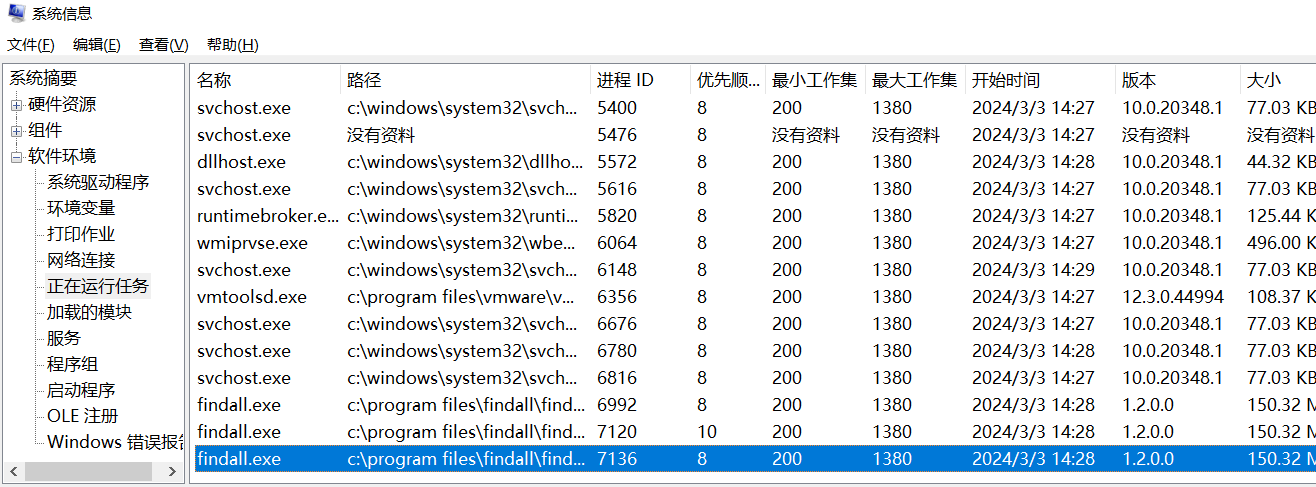 系统信息
文件(F) 编辑(E) 查看(V) 帮助(H)
系统摘要
硬件资源
组件
软件环境
系统驱动程序
环境变量
打印作业
网络连接
正在运行任务
加载的模块
服务
程序组
启动程序
OLE 注册
Windows 错误报告
名称 路径 进程 ID 优先顺... 最小工作集 最大工作集 开始时间 版本 大小
svchost.exe c:\windows\system32\svch... 5400 8 200 1380 2024/3/3 14:27 10.0.20348.1 77.03 KB
svchost.exe 没有资料 5476 8 没有资料 没有资料 2024/3/3 14:27 没有资料 没有资料
dllhost.exe c:\windows\system32\dllho... 5572 8 200 1380 2024/3/3 14:28 10.0.20348.1 44.32 KB
svchost.exe c:\windows\system32\svch... 5616 8 200 1380 2024/3/3 14:27 10.0.20348.1 77.03 KB
runtimebroker.e... c:\windows\system32\runti... 5820 8 200 1380 2024/3/3 14:27 10.0.20348.1 125.44 K
wmiprvse.exe c:\windows\system32\wbe... 6064 8 200 1380 2024/3/3 14:27 10.0.20348.1 496.00 K
svchost.exe c:\windows\system32\svch... 6148 8 200 1380 2024/3/3 14:29 10.0.20348.1 77.03 KB
vmtoolsd.exe c:\program files\vmware\v... 6356 8 200 1380 2024/3/3 14:27 12.3.0.44994 108.37 K
svchost.exe c:\windows\system32\svch... 6676 8 200 1380 2024/3/3 14:27 10.0.20348.1 77.03 KB
svchost.exe c:\windows\system32\svch... 6780 8 200 1380 2024/3/3 14:28 10.0.20348.1 77.03 KB
svchost.exe c:\windows\system32\svch... 6816 8 200 1380 2024/3/3 14:27 10.0.20348.1 77.03 KB
findall.exe c:\program files\findall\find... 6992 8 200 1380 2024/3/3 14:28 1.2.0.0 150.32 M
findall.exe c:\program files\findall\find... 7120 10 200 1380 2024/3/3 14:28 1.2.0.0 150.32 M
findall.exe c:\program files\findall\find... 7136 8 200 1380 2024/3/3 14:28 1.2.0.0 150.32 M